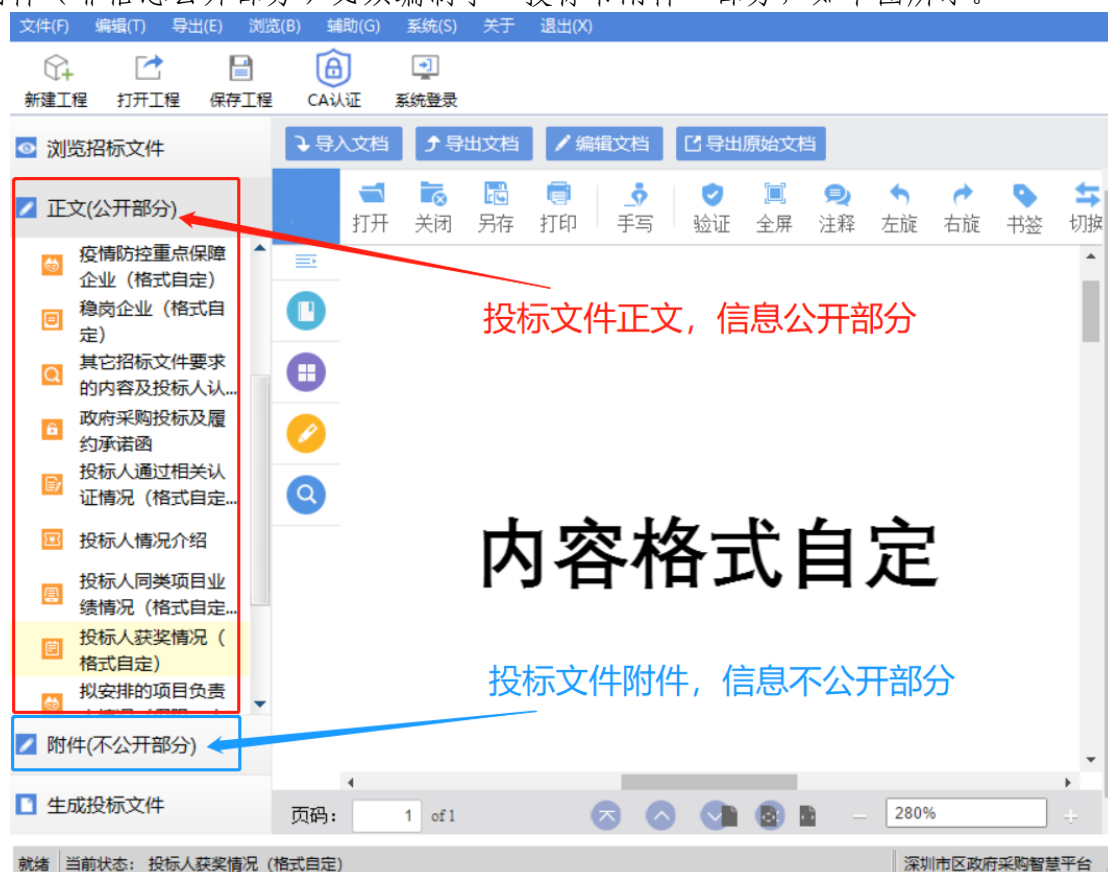 文件(F) 编辑(T) 导出(E) 浏览(B) 辅助(G) 系统(S) 关于 退出(X)
新建工程 打开工程 保存工程 CA认证 系统登录
浏览招标文件
导入文档 导出文档 编辑文档 导出原始文档
正文(公开部分)
打开 关闭 另存 打印 手写 验证 全屏 注释 左旋 右旋 书签 切换
疫情防控重点保障
企业（格式自定）
稳岗企业（格式自
定）
其它招标文件要求
的内容及投标人认...
政府采购投标及履
约承诺函
投标人通过相关认
证情况（格式自定...
投标人情况介绍
投标人同类项目业
绩情况（格式自定...
投标人获奖情况（
格式自定）
拟安排的项目负责
投标文件正文，信息公开部分
内容格式自定
投标文件附件，信息不公开部分
附件(不公开部分)
生成投标文件
页码： 1 of 1 280%
就绪 当前状态： 投标人获奖情况（格式自定） 深圳市区政府采购智慧平台